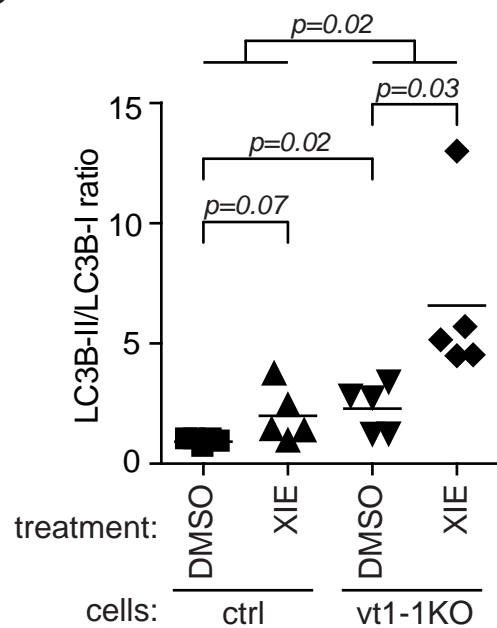 p=0.02
p=0.03
15
p=0.02
p=0.07
10
5
0
LC3B-II/LC3B-I ratio
treatment: DMSO XIE DMSO XIE
cells: ctrl vt1-1KO